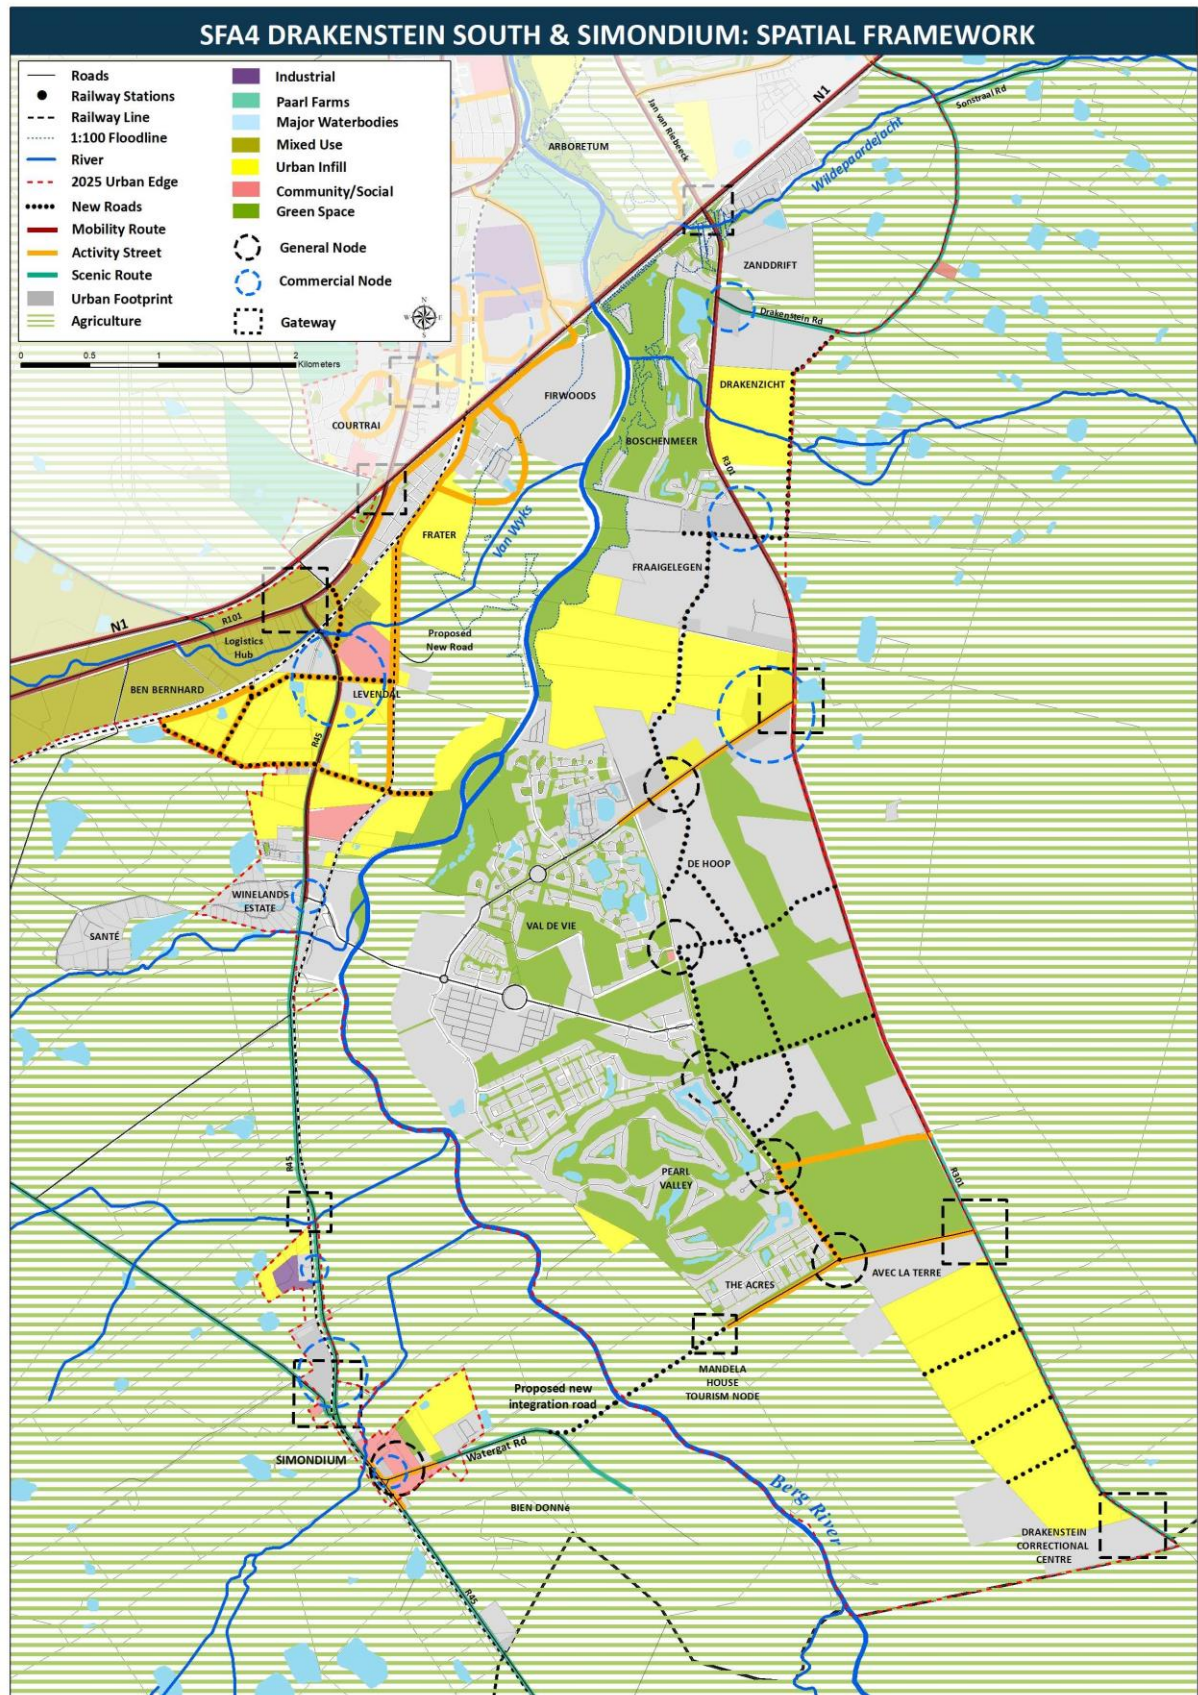 SFA4 DRAKENSTEIN SOUTH & SIMONDIUM: SPATIAL FRAMEWORK
Roads
Railway Stations
Railway Line
1:100 Floodline
River
2025 Urban Edge
New Roads
Mobility Route
Activity Street
Scenic Route
Urban Footprint
Agriculture
Industrial
Paarl Farms
Major Waterbodies
Mixed Use
Urban Infill
Community/Social
Green Space
General Node
Commercial Node
Gateway
N
W E
S
0 0.5 1 2
Kilometers
Jan van Riebeeck
N1
Sonstraal Rd
ARBORETUM
Wildepaardejacht
ZANDDRIFT
Drakenstein Rd
DRAKENZICHT
FIRWOODS
COURTRAI
BOSCHENMEER
R301
FRATER
Van Wyks
FRAAIGELEGEN
N1
R101
Logistics
Hub
Proposed
New Road
BEN BERNHARD
LEVENDAL
R45
DE HOOP
WINELANDS
ESTATE
SANTÉ
VAL DE VIE
R45
PEARL
VALLEY
R301
THE ACRES
AVEC LA TERRE
MANDELA
HOUSE
TOURISM NODE
Proposed new
integration road
Watergat Rd
SIMONDIUM
BIEN DONNé
Berg River
DRAKENSTEIN
CORRECTIONAL
CENTRE
R45